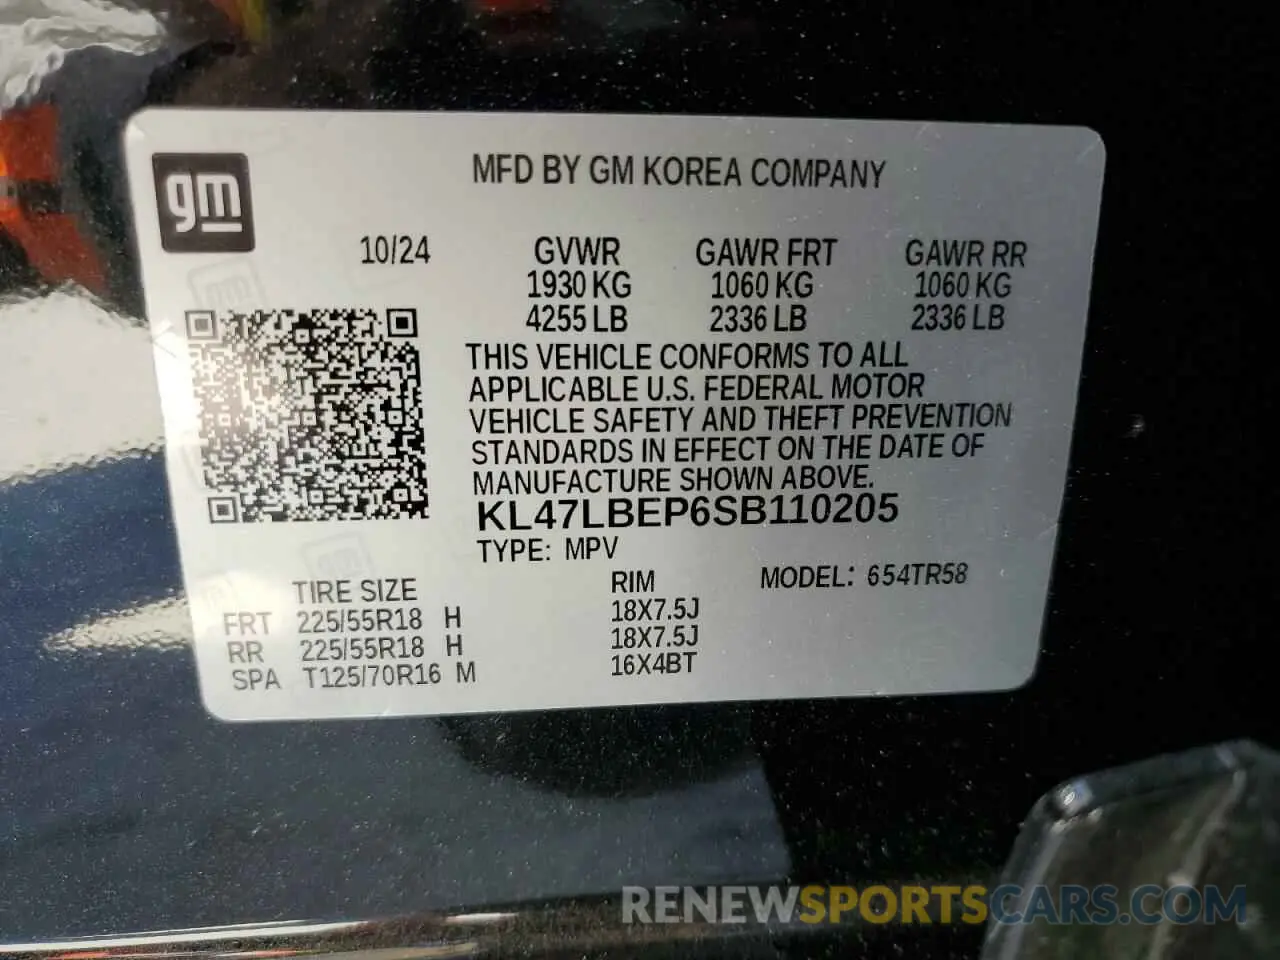 gm
MFD BY GM KOREA COMPANY
10/24 GVWR GAWR FRT GAWR RR
1930 KG 1060 KG 1060 KG
4255 LB 2336 LB 2336 LB
THIS VEHICLE CONFORMS TO ALL
APPLICABLE U.S. FEDERAL MOTOR
VEHICLE SAFETY AND THEFT PREVENTION
STANDARDS IN EFFECT ON THE DATE OF
MANUFACTURE SHOWN ABOVE.
KL47LBEP6SB110205
TYPE: MPV
TIRE SIZE RIM MODEL: 654TR58
FRT 225/55R18 H 18X7.5J
RR 225/55R18 H 18X7.5J
SPA T125/70R16 M 16X4BT
RENEWSPORTSCARS.COM